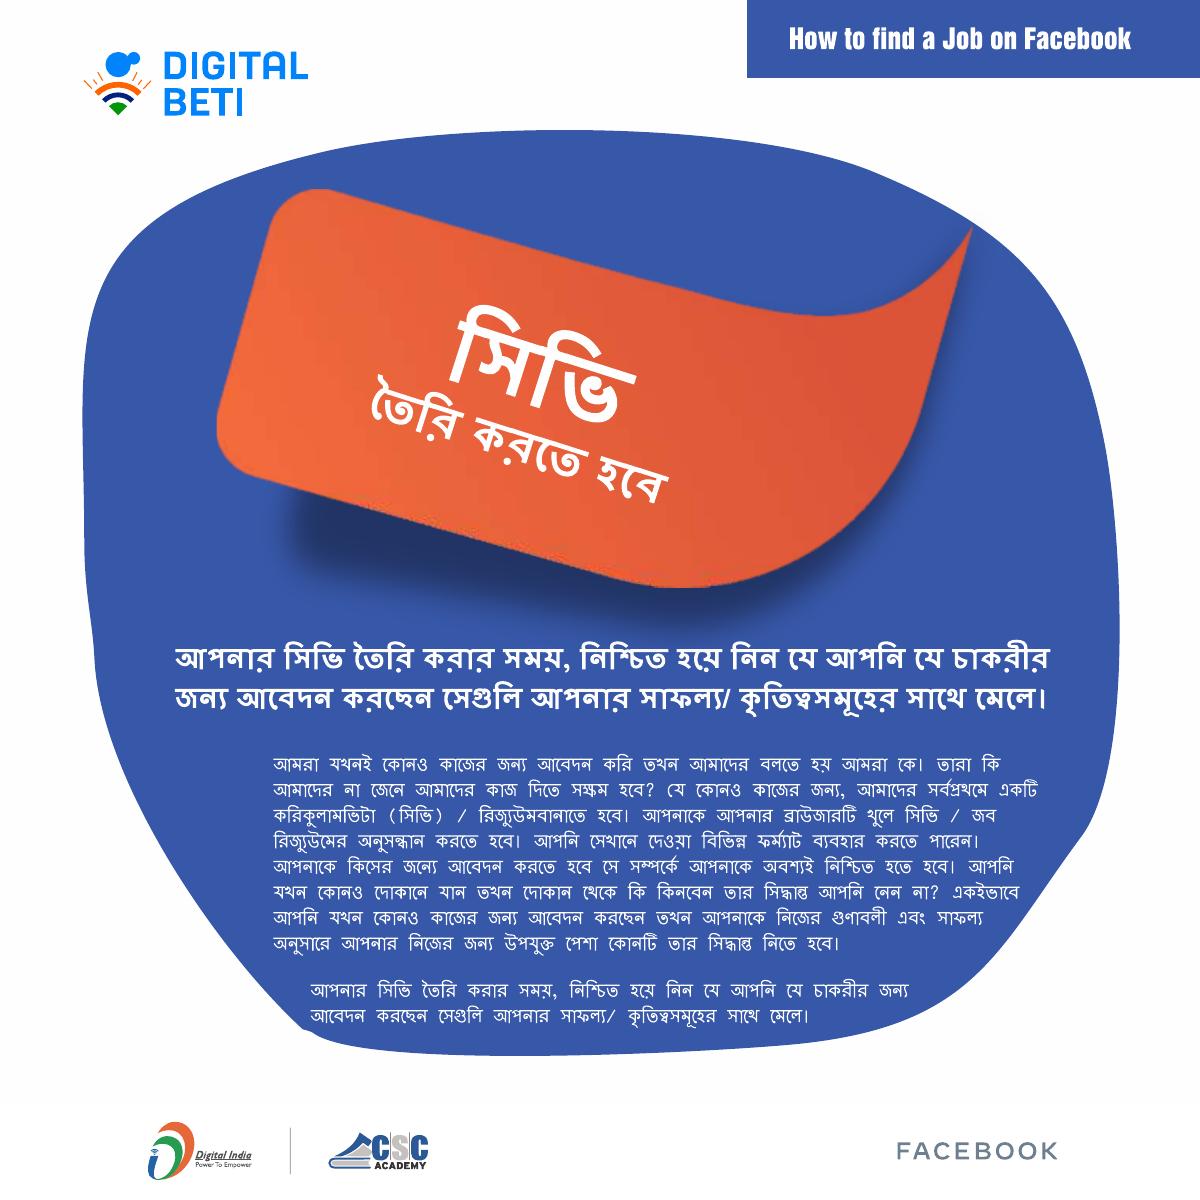 How to find a Job on Facebook
DIGITAL
BETI
সিভি
তৈরি করতে হবে
আপনার সিভি তৈরি করার সময়, নিশ্চিত হয়ে নিন যে আপনি যে চাকরীর
জন্য আবেদন করছেন সেগুলি আপনার সাফল্য/ কৃতিত্বসমূহের সাথে মেলে।
আমরা যখনই কোনও কাজের জন্য আবেদন করি তখন আমাদের বলতে হয় আমরা কে। তারা কি
আমাদের না জেনে আমাদের কাজ দিতে সক্ষম হবে? যে কোনও কাজের জন্য, আমাদের সর্বপ্রথমে একটি
করিকুলামভিটা (সিভি) / রিজ্যুউমবানাতে হবে। আপনাকে আপনার ব্রাউজারটি খুলে সিভি / জব
রিজ্যুউমের অনুসন্ধান করতে হবে। আপনি সেখানে দেওয়া বিভিন্ন ফর্ম্যাট ব্যবহার করতে পারেন।
আপনাকে কিসের জন্যে আবেদন করতে হবে সে সম্পর্কে আপনাকে অবশ্যই নিশ্চিত হতে হবে। আপনি
যখন কোনও দোকানে যান তখন দোকান থেকে কি কিনবেন তার সিদ্ধান্ত আপনি নেন না? একইভাবে
আপনি যখন কোনও কাজের জন্য আবেদন করছেন তখন আপনাকে নিজের গুণাবলী এবং সাফল্য
অনুসারে আপনার নিজের জন্য উপযুক্ত পেশা কোনটি তার সিদ্ধান্ত নিতে হবে।
আপনার সিভি তৈরি করার সময়, নিশ্চিত হয়ে নিন যে আপনি যে চাকরীর জন্য
আবেদন করছেন সেগুলি আপনার সাফল্য/ কৃতিত্বসমূহের সাথে মেলে।
Digital India
Power To Empower
CSC
ACADEMY
FACEBOOK